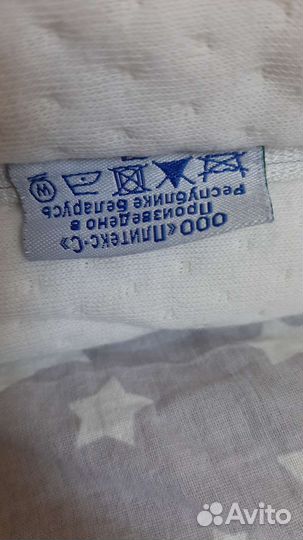 ООО «Плитекс-С»
Произведено в
Республике Беларусь
W
Avito